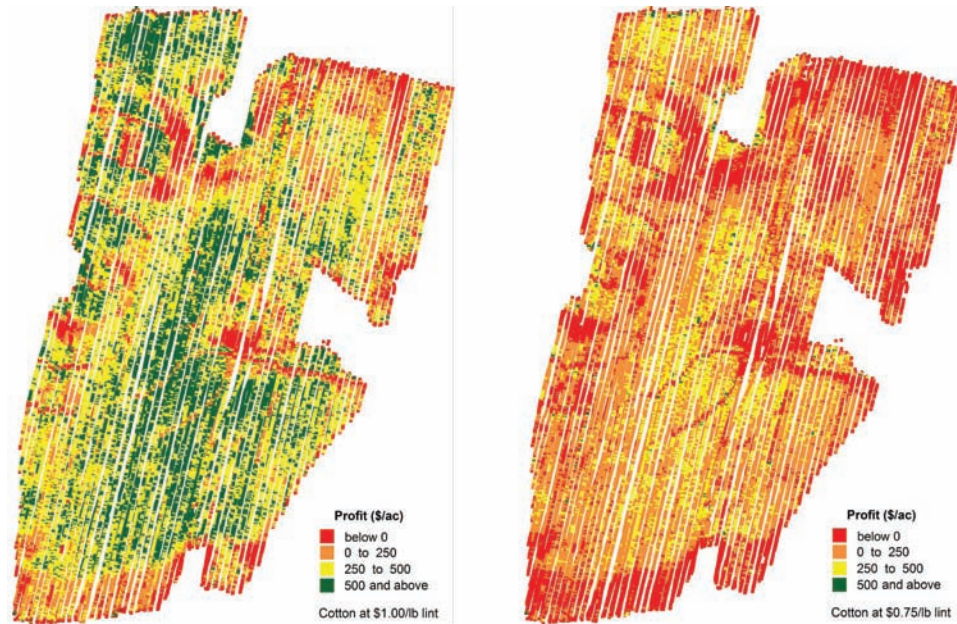 Profit ($/ac)
below 0
0 to 250
250 to 500
500 and above
Cotton at $1.00/lb lint
Profit ($/ac)
below 0
0 to 250
250 to 500
500 and above
Cotton at $0.75/lb lint